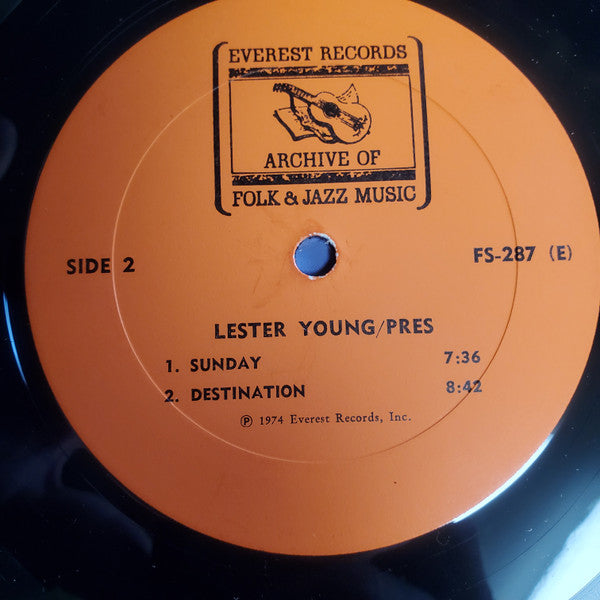 EVEREST RECORDS
ARCHIVE OF
FOLK & JAZZ MUSIC
SIDE 2 FS-287 (E)
LESTER YOUNG/PRES
1. SUNDAY 7:36
2. DESTINATION 8:42
℗ 1974 Everest Records, Inc.